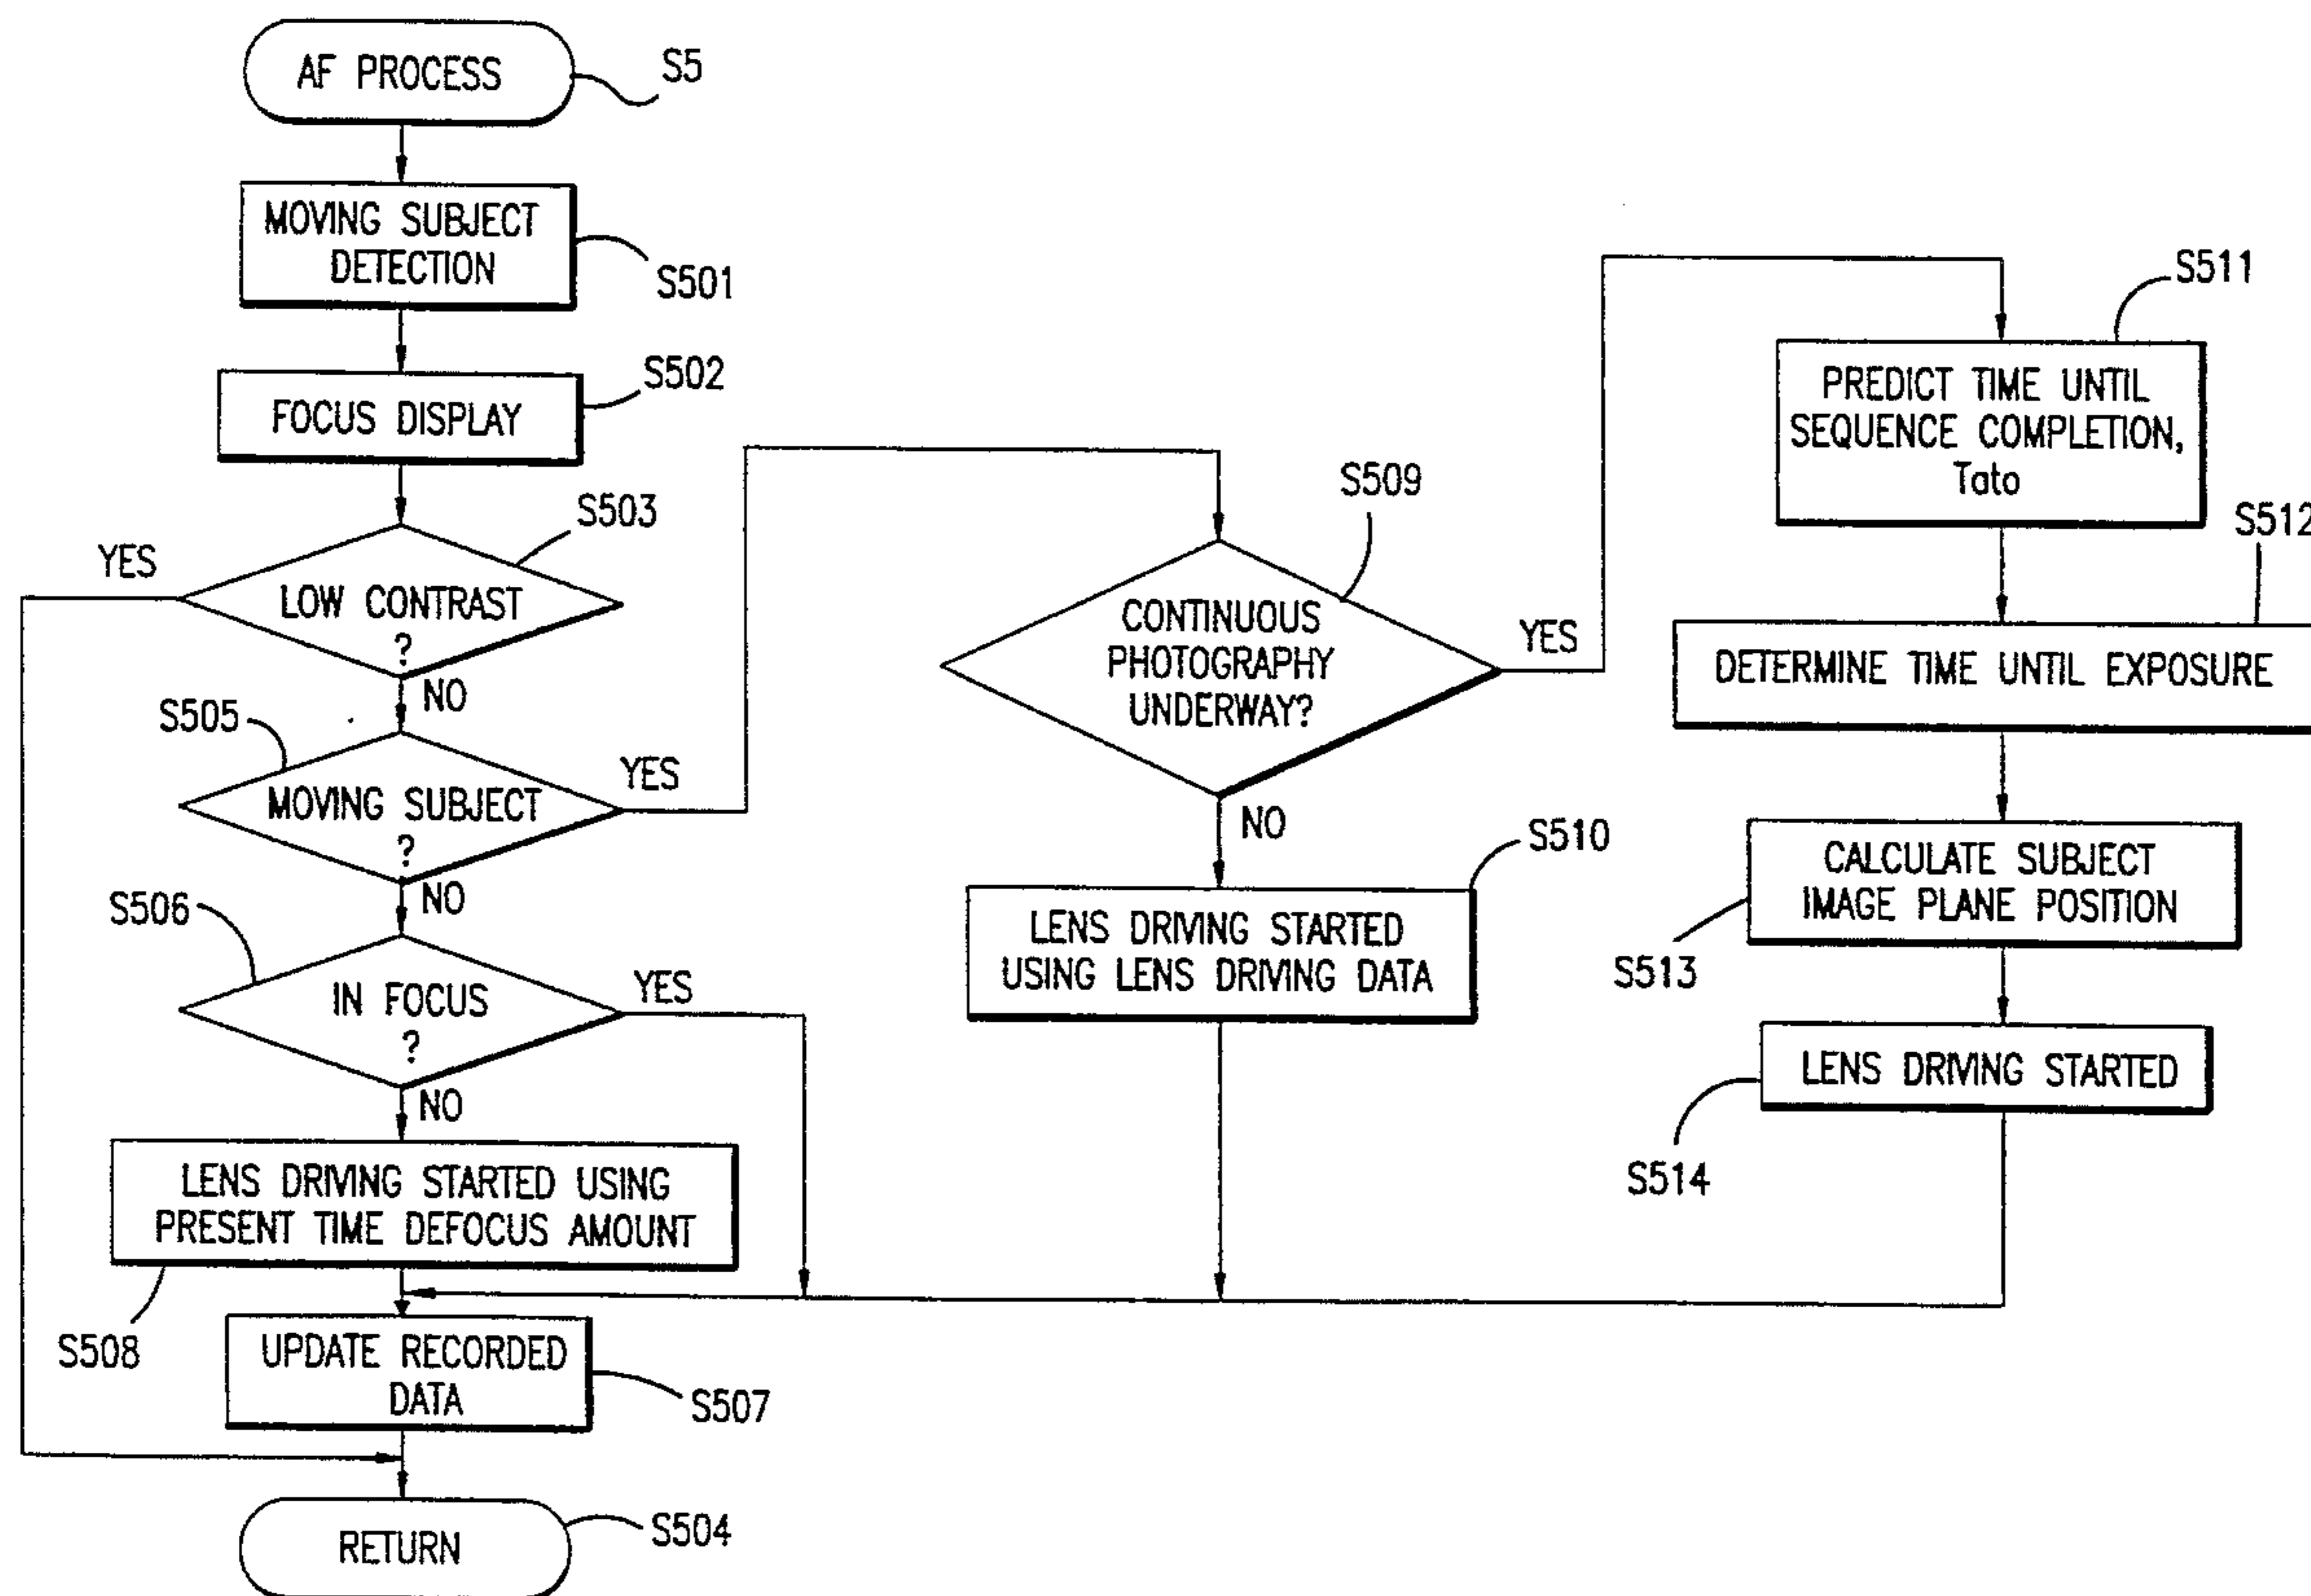 AF PROCESS
S5
MOVING SUBJECT
DETECTION
S501
FOCUS DISPLAY
S502
S503
YES
LOW CONTRAST
?
NO
S505
MOVING SUBJECT
?
YES
NO
S506
IN FOCUS
?
YES
NO
LENS DRIVING STARTED USING
PRESENT TIME DEFOCUS AMOUNT
S508
UPDATE RECORDED
DATA
S507
RETURN
S504
S509
CONTINUOUS
PHOTOGRAPHY
UNDERWAY?
YES
NO
S510
LENS DRIVING STARTED
USING LENS DRIVING DATA
S511
PREDICT TIME UNTIL
SEQUENCE COMPLETION,
Tato
S512
DETERMINE TIME UNTIL EXPOSURE
CALCULATE SUBJECT
IMAGE PLANE POSITION
S513
LENS DRIVING STARTED
S514